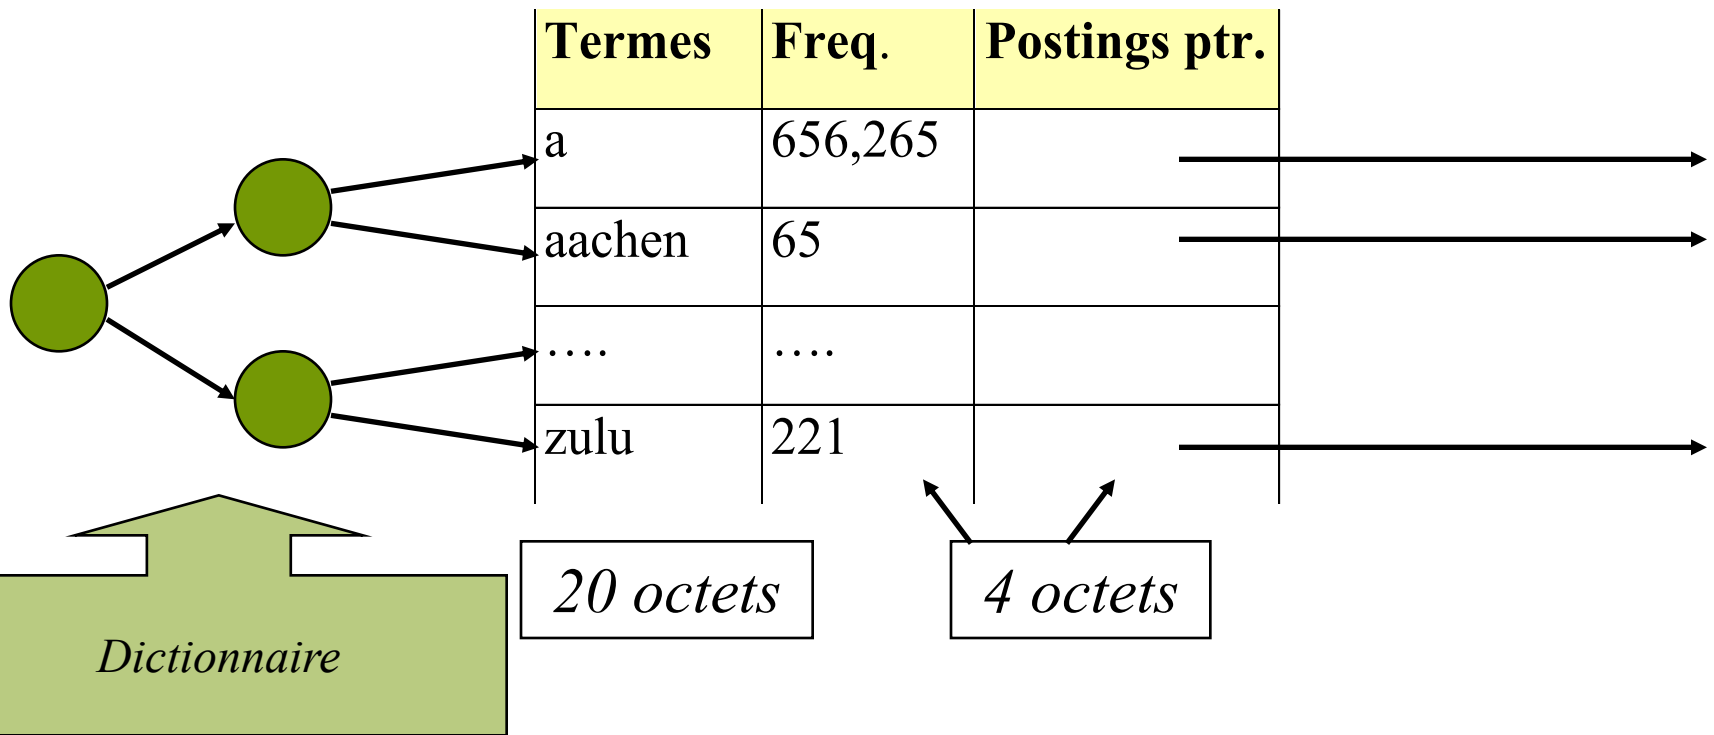 Termes Freq. Postings ptr.
a 656,265
aachen 65
…. ….
zulu 221
20 octets 4 octets
Dictionnaire